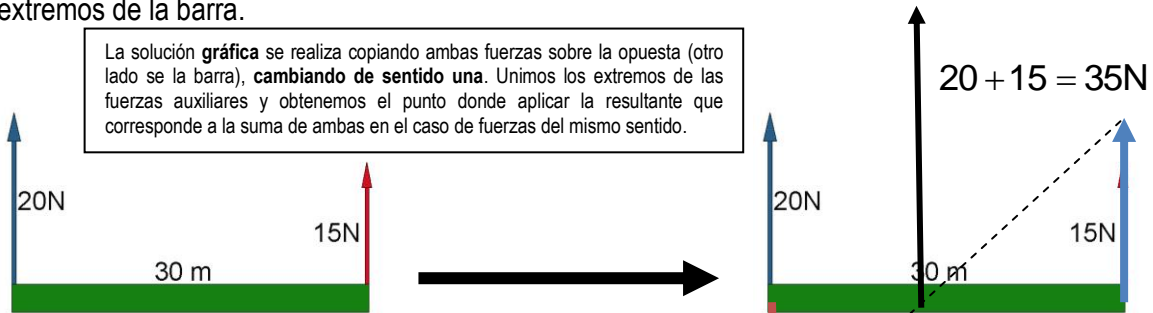 extremos de la barra.
La solución gráfica se realiza copiando ambas fuerzas sobre la opuesta (otro
lado se la barra), cambiando de sentido una. Unimos los extremos de las
fuerzas auxiliares y obtenemos el punto donde aplicar la resultante que
corresponde a la suma de ambas en el caso de fuerzas del mismo sentido.
20 + 15 = 35N
20N
15N
30 m
20N
15N
30 m